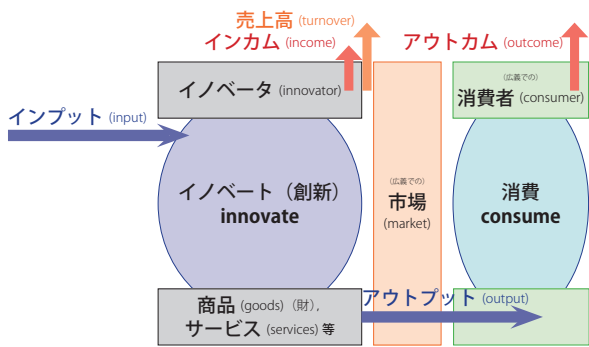 売上高 (turnover)
インカム (income)
アウトカム (outcome)
イノベータ (innovator)
(広義での)
消費者 (consumer)
インプット (input)
イノベート（創新）
innovate
(広義での)
市場
(market)
消費
consume
商品 (goods)（財）,
サービス (services) 等
アウトプット (output)